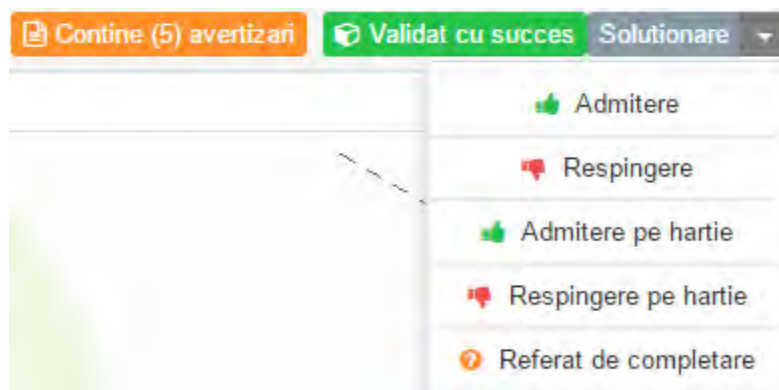 Contine (5) avertizari Validat cu succes Solutionare
Admitere
Respingere
Admitere pe hartie
Respingere pe hartie
Referat de completare